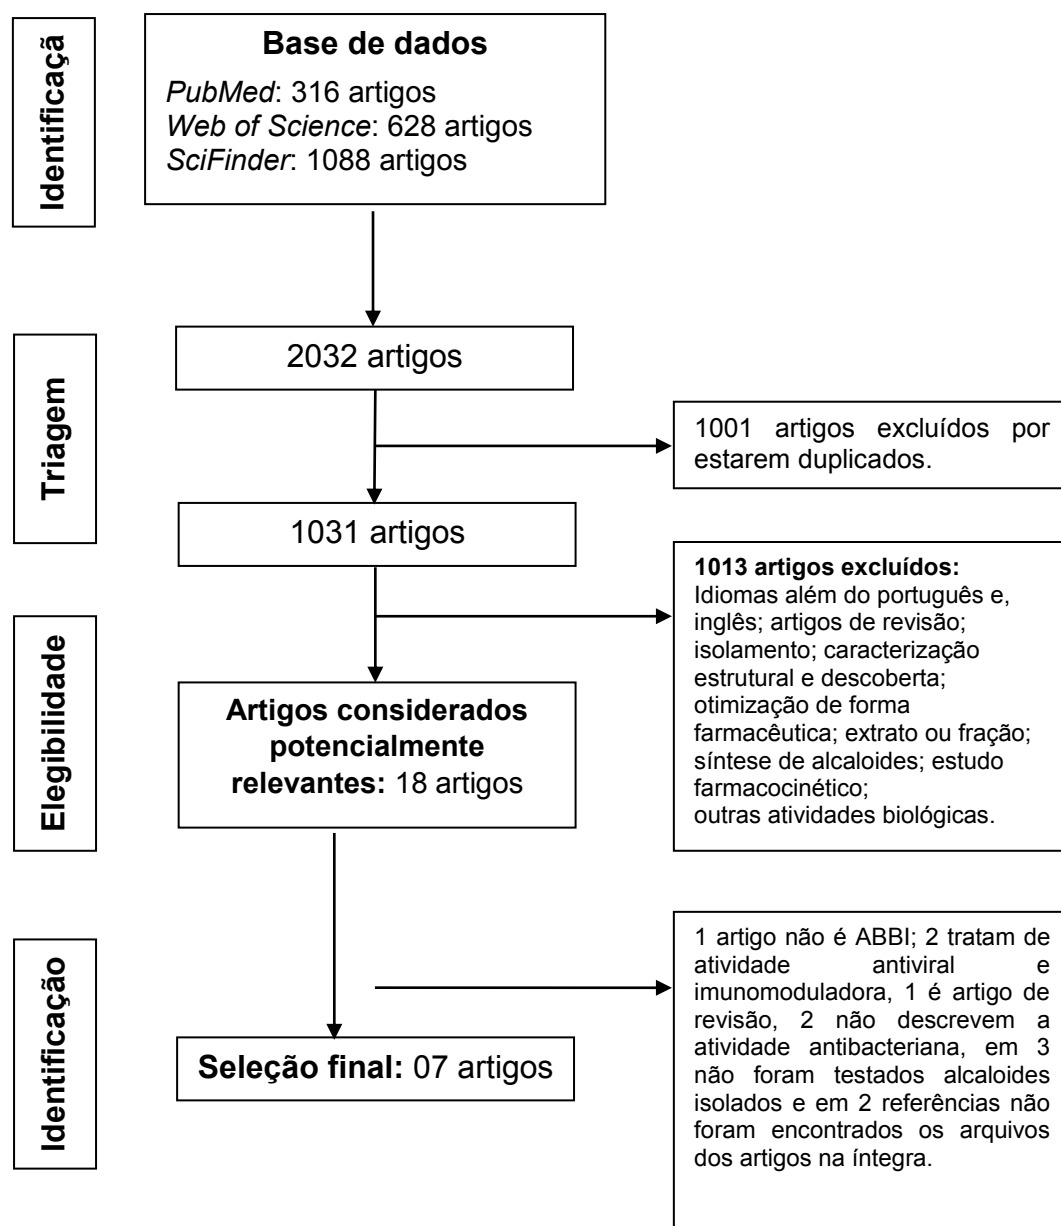 Identificaçã
Base de dados
PubMed: 316 artigos
Web of Science: 628 artigos
SciFinder: 1088 artigos
Triagem
2032 artigos
1001 artigos excluídos por
estarem duplicados.
1031 artigos
Elegibilidade
1013 artigos excluídos:
Idiomas além do português e,
inglês; artigos de revisão;
isolamento; caracterização
estrutural e descoberta;
otimização de forma
farmacêutica; extrato ou fração;
síntese de alcaloides; estudo
farmacocinético;
outras atividades biológicas.
Artigos considerados
potencialmente
relevantes: 18 artigos
Identificação
1 artigo não é ABBI; 2 tratam de
atividade antiviral e
imunomoduladora, 1 é artigo de
revisão, 2 não descrevem a
atividade antibacteriana, em 3
não foram testados alcaloides
isolados e em 2 referências não
foram encontrados os arquivos
dos artigos na íntegra.
Seleção final: 07 artigos